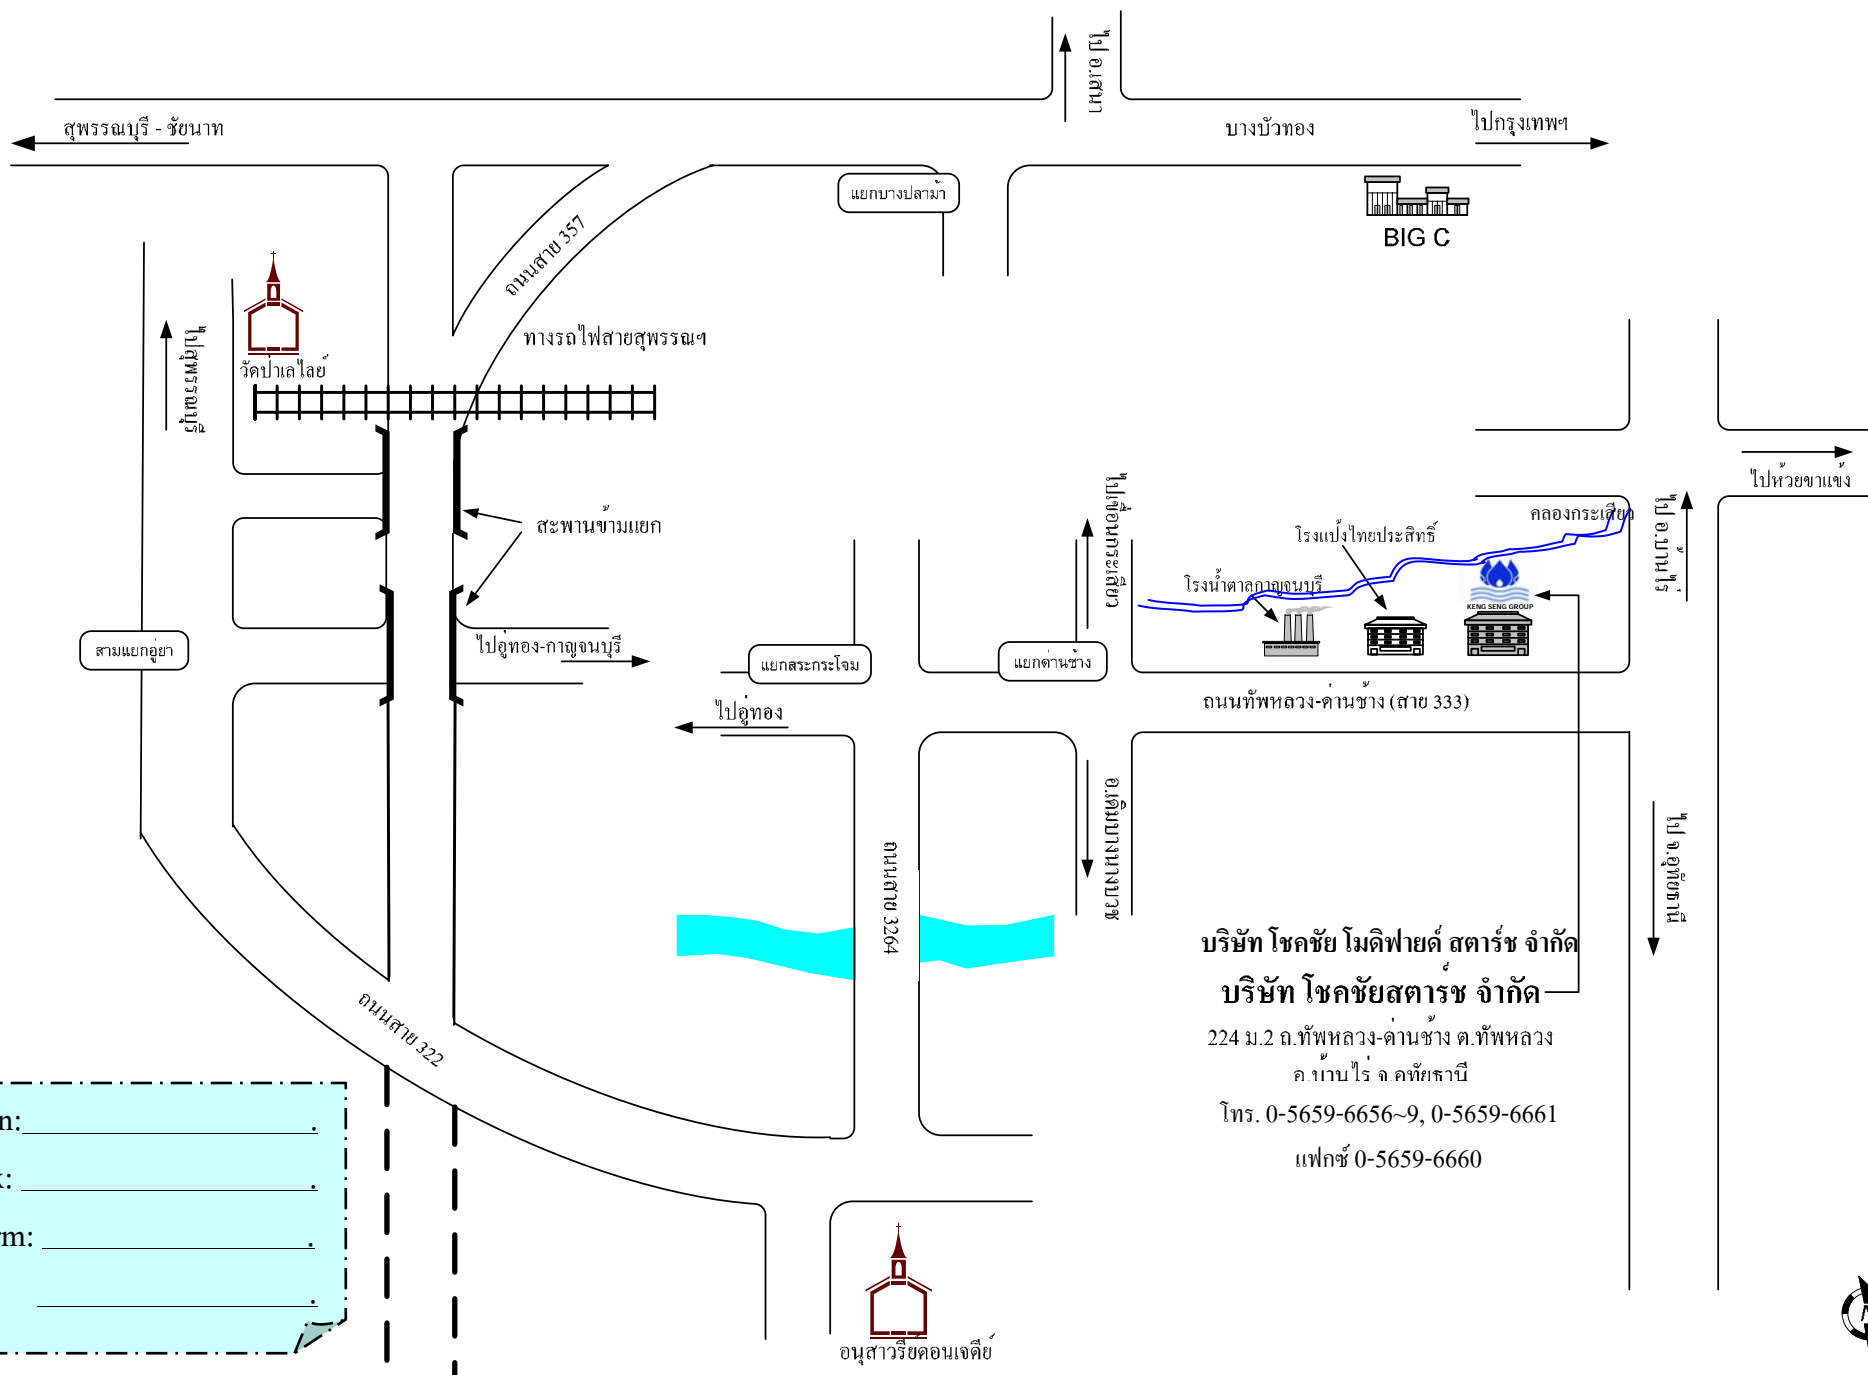 ไป อ.เสนา
สุพรรณบุรี - ชัยนาท
บางบัวทอง
ไปกรุงเทพฯ
แยกบางปลาม้า
BIG C
ถนนสาย 357
ทางรถไฟสายสุพรรณฯ
ไปสุพรรณบุรี
วัดป่าเลไลย์
สะพานข้ามแยก
ไปเขื่อนกระเสียว
ไปห้วยขาแข้ง
คลองกระเสียว
ไป อ.บ้านไร่
โรงแป้งไทยประสิทธิ์
โรงน้ำตาลกาญจนบุรี
KENG SENG GROUP
สามแยกอู่ยา
ไปอู่ทอง-กาญจนบุรี
แยกสระกระโจม
แยกด่านช้าง
ถนนทัพหลวง-ด่านช้าง (สาย 333)
ไปอู่ทอง
อ.เดิมบางนางบวช
ถนนสาย 3264
ไป จ.อุทัยธานี
บริษัท โชคชัย โมดิฟายด์ สตาร์ช จำกัด
บริษัท โชคชัยสตาร์ช จำกัด
224 ม.2 ถ.ทัพหลวง-ด่านช้าง ต.ทัพหลวง
อ.บ้านไร่ จ.อุทัยธานี
โทร. 0-5659-6656~9, 0-5659-6661
แฟกซ์ 0-5659-6660
ถนนสาย 322
n:
k:
rm:
อนุสาวรีย์ดอนเจดีย์